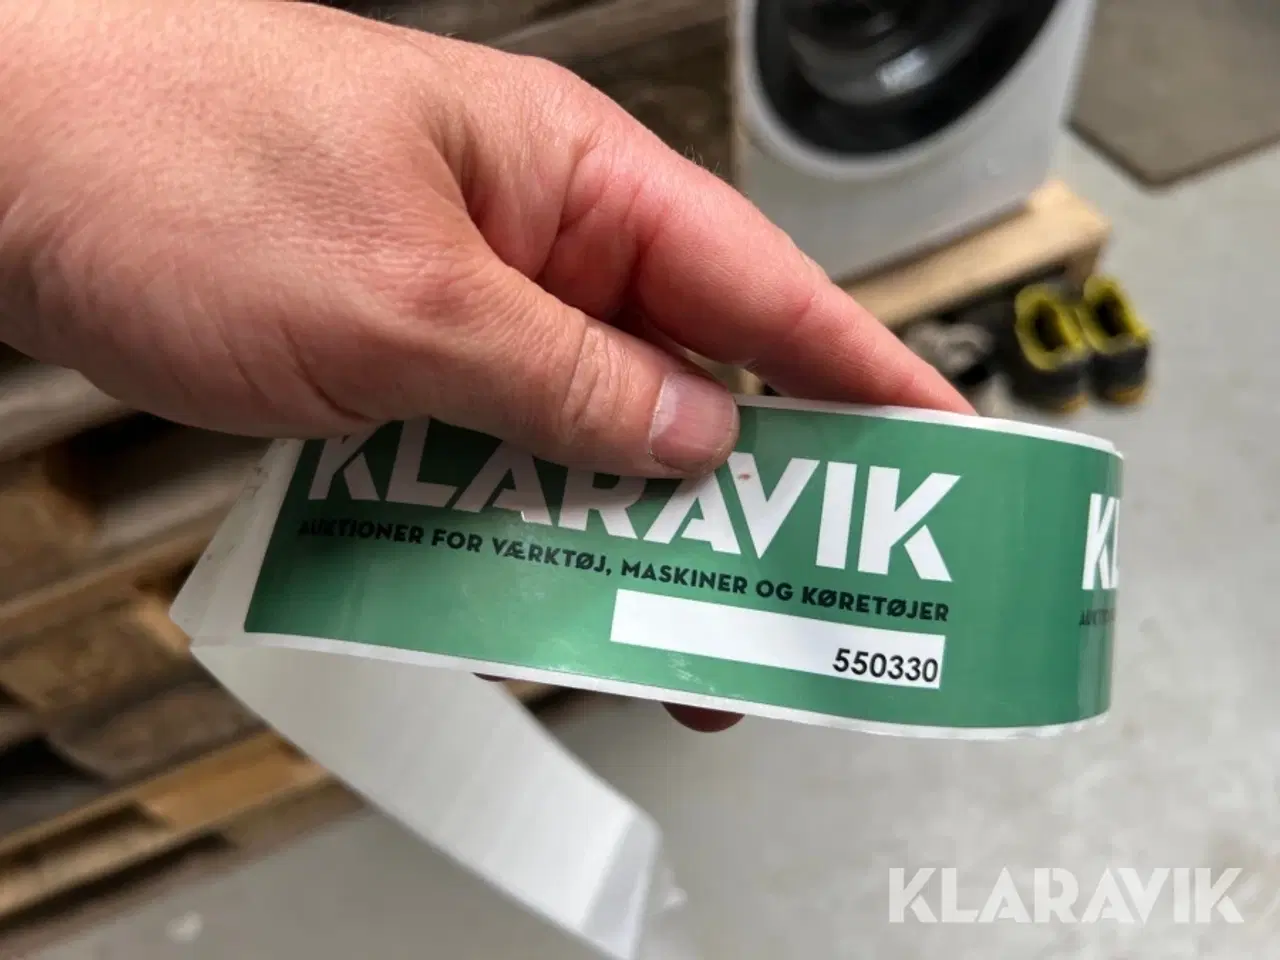 KLARAVIK
AUKTIONER FOR VÆRKTØJ, MASKINER OG KØRETØJER
550330
KL
KLARAVIK